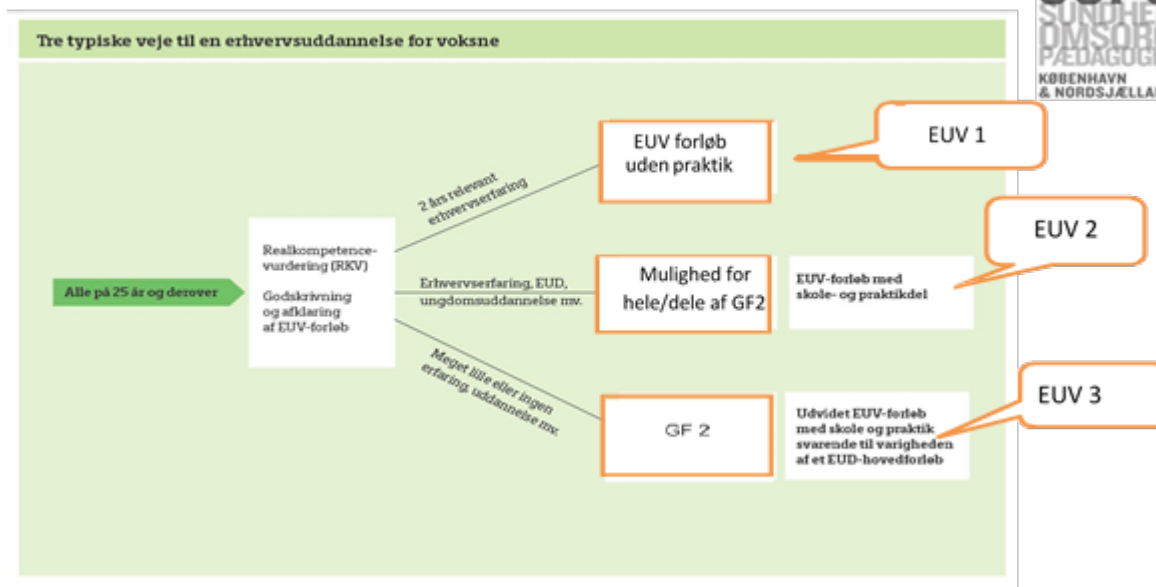 SUNDHE
OMSOR
PÆDAGOG
KØBENHAVN
& NORDSJÆLLA
Tre typiske veje til en erhvervsuddannelse for voksne
Alle på 25 år og derover
Realkompetence-
vurdering (RKV)
Godskrivning
og afklaring
af EUV-forløb
2 års relevant
erhvervserfaring
EUV forløb
uden praktik
EUV 1
Erhvervserfaring, EUD,
ungdomsuddannelse mv.
Mulighed for
hele/dele af GF2
EUV-forløb med
skole- og praktikdel
EUV 2
Meget lille eller ingen
erfaring, uddannelse mv.
GF 2
Udvidet EUV-forløb
med skole og praktik
svarende til varigheden
af et EUD-hovedforløb
EUV 3